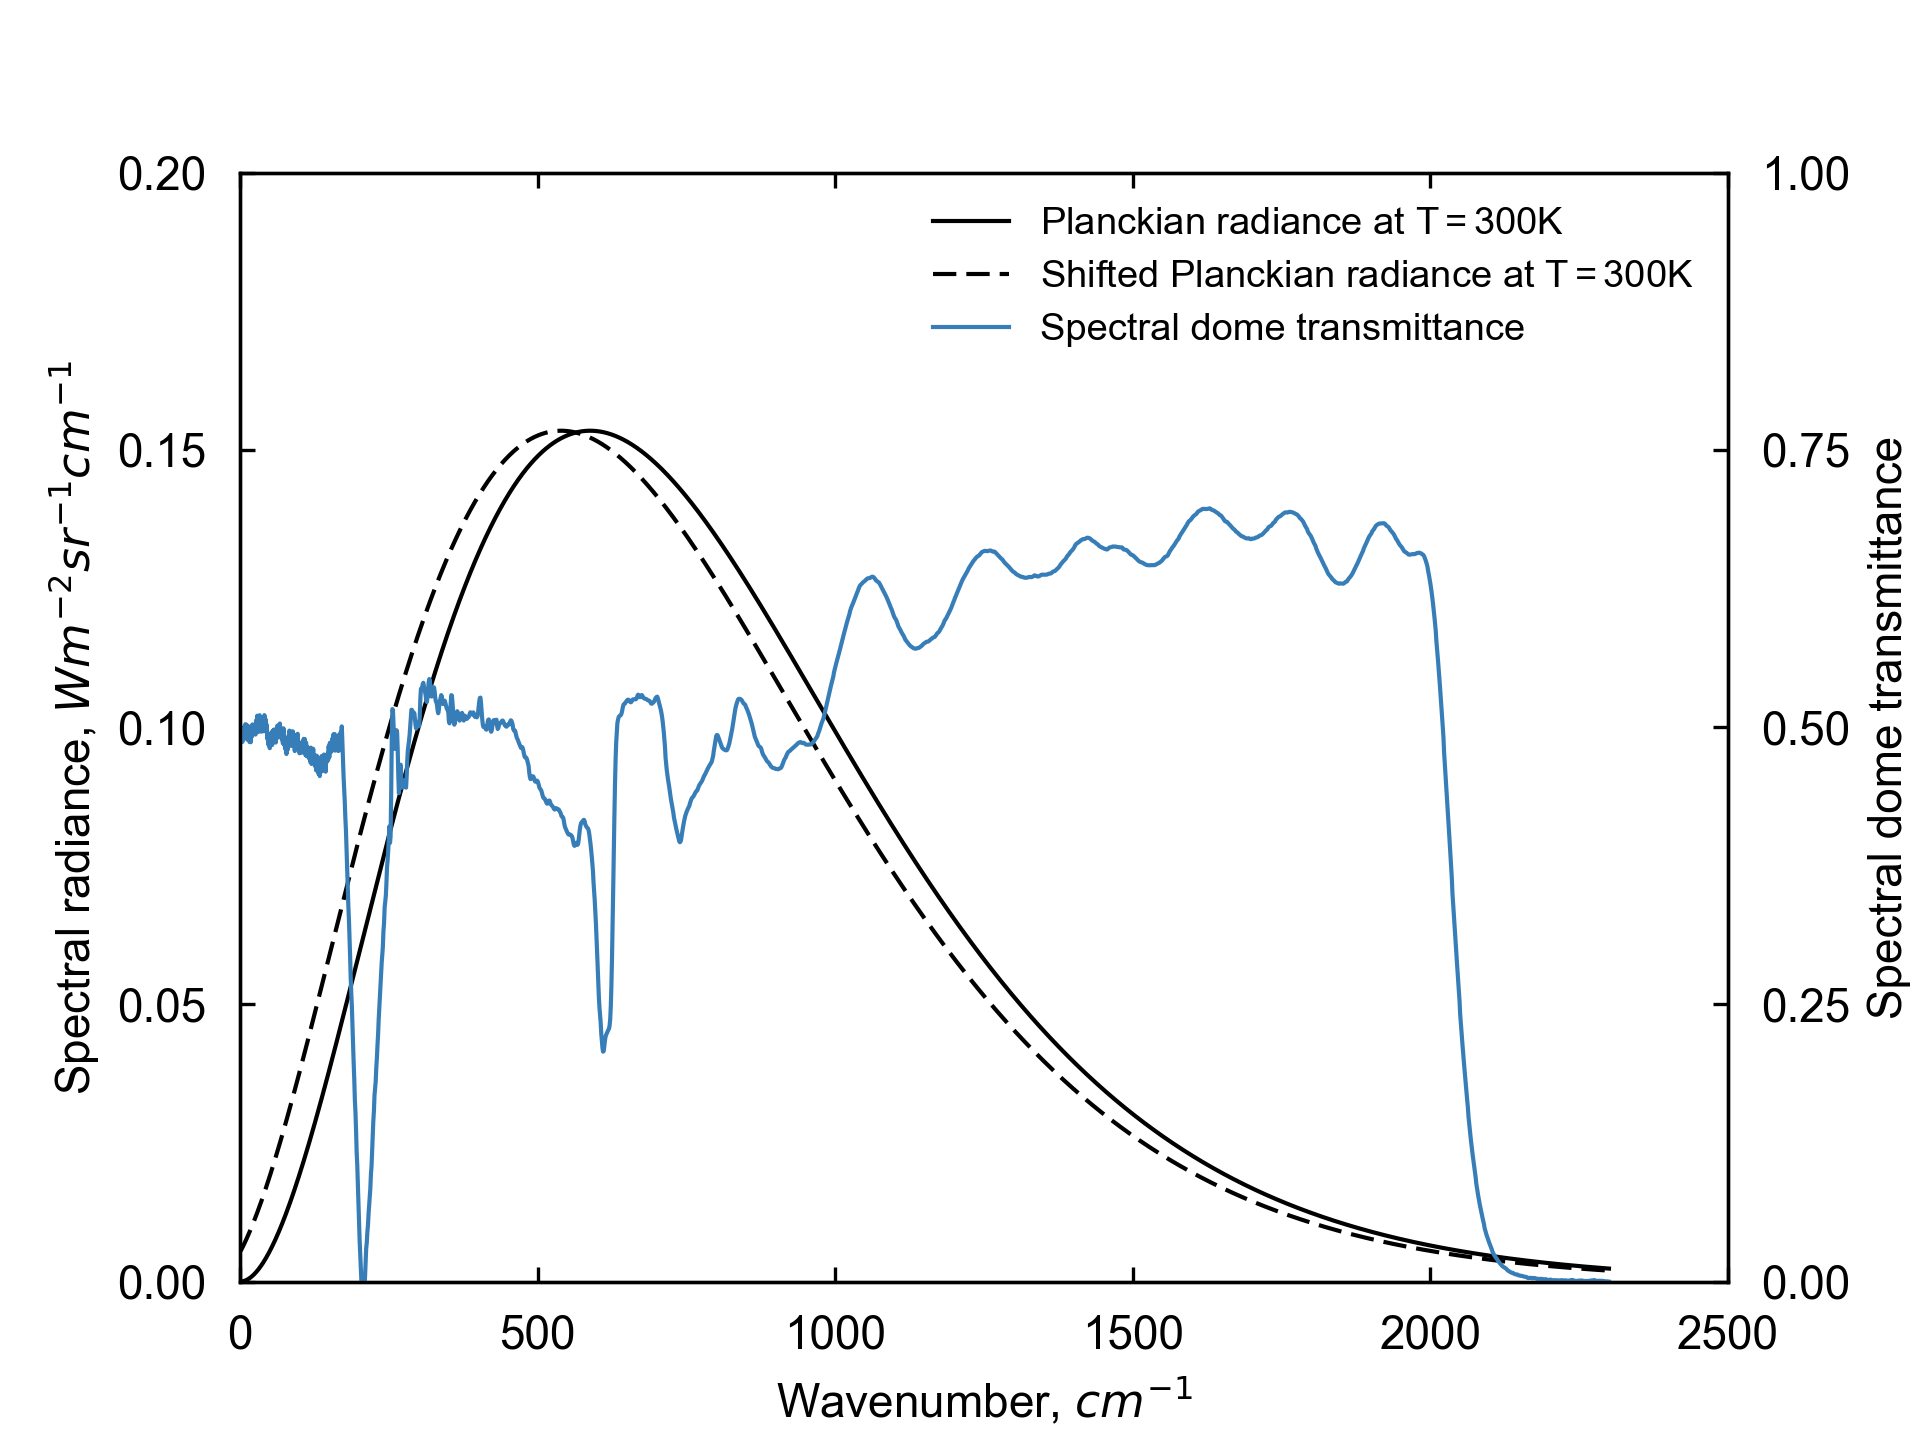 0.20
0.15
0.10
0.05
0.00
Spectral radiance, Wm⁻²sr⁻¹cm⁻¹
Planckian radiance at T = 300K
Shifted Planckian radiance at T = 300K
Spectral dome transmittance
1.00
0.75
0.50
0.25
0.00
Spectral dome transmittance
0 500 1000 1500 2000 2500
Wavenumber, cm⁻¹